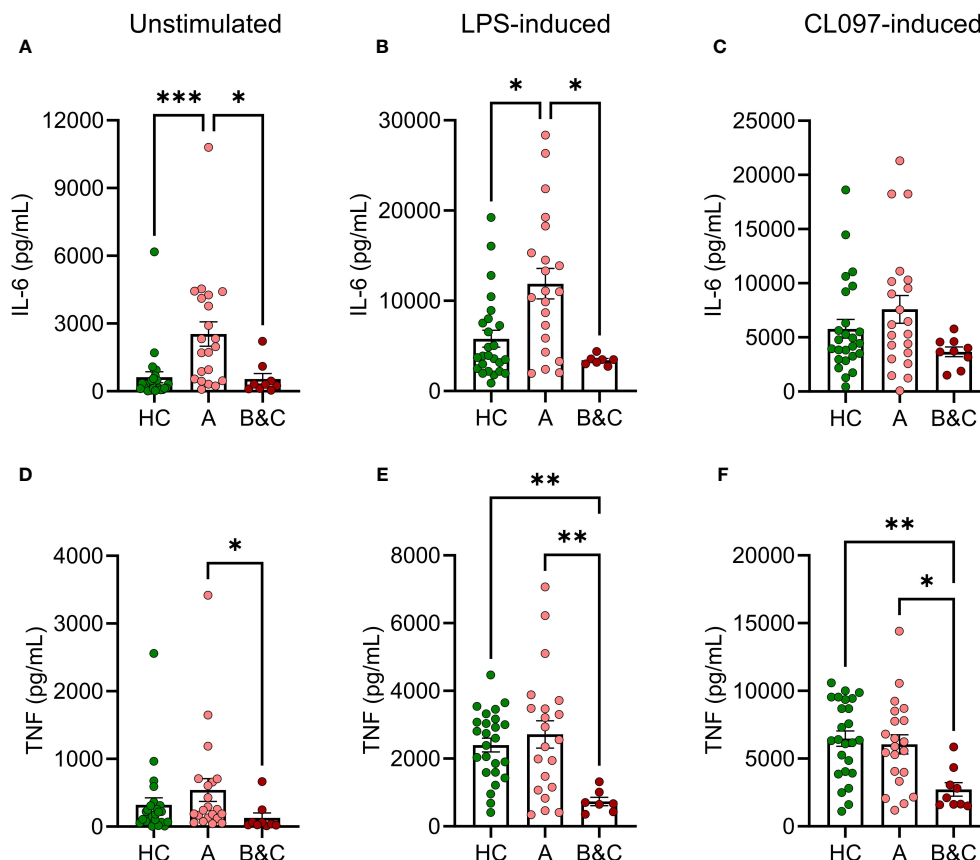 Unstimulated
LPS-induced
CL097-induced
A
B
C
*** *
* *
12000
9000
6000
3000
0
IL-6 (pg/mL)
HC A B&C
30000
20000
10000
0
IL-6 (pg/mL)
HC A B&C
25000
20000
15000
10000
5000
0
IL-6 (pg/mL)
HC A B&C
D
E
F
*
**
**
**
*
4000
3000
2000
1000
0
TNF (pg/mL)
HC A B&C
8000
6000
4000
2000
0
TNF (pg/mL)
HC A B&C
20000
15000
10000
5000
0
TNF (pg/mL)
HC A B&C